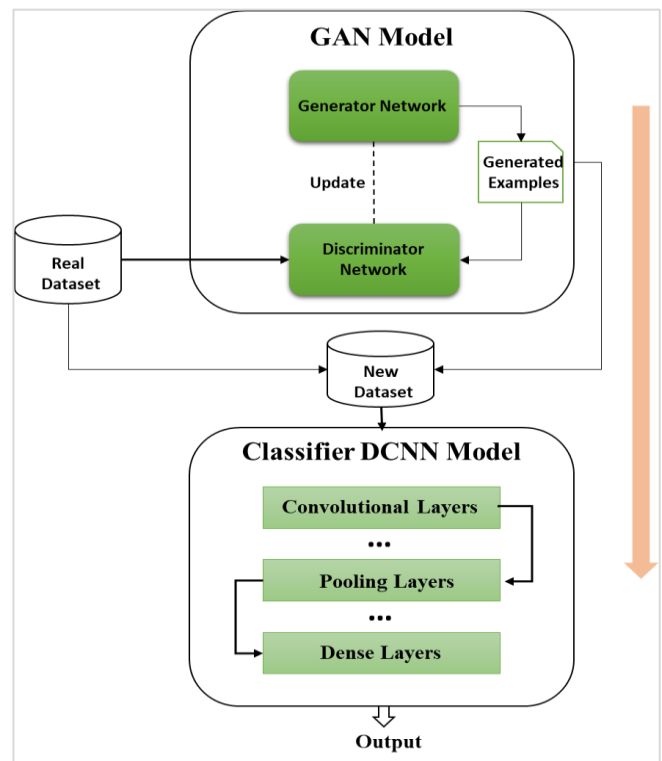 GAN Model
Generator Network
Generated
Examples
Update
Discriminator
Network
Real
Dataset
New
Dataset
Classifier DCNN Model
Convolutional Layers
...
Pooling Layers
...
Dense Layers
Output